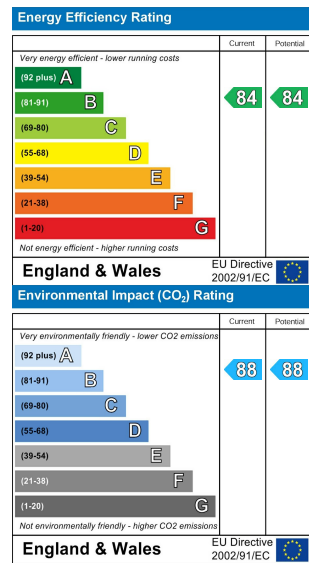 Energy Efficiency Rating
Current Potential
Very energy efficient - lower running costs
(92 plus) A
(81-91) B 84 84
(69-80) C
(55-68) D
(39-54) E
(21-38) F
(1-20) G
Not energy efficient - higher running costs
England & Wales EU Directive 2002/91/EC
Environmental Impact (CO2) Rating
Current Potential
Very environmentally friendly - lower CO2 emissions
(92 plus) A
(81-91) B 88 88
(69-80) C
(55-68) D
(39-54) E
(21-38) F
(1-20) G
Not environmentally friendly - higher CO2 emissions
England & Wales EU Directive 2002/91/EC